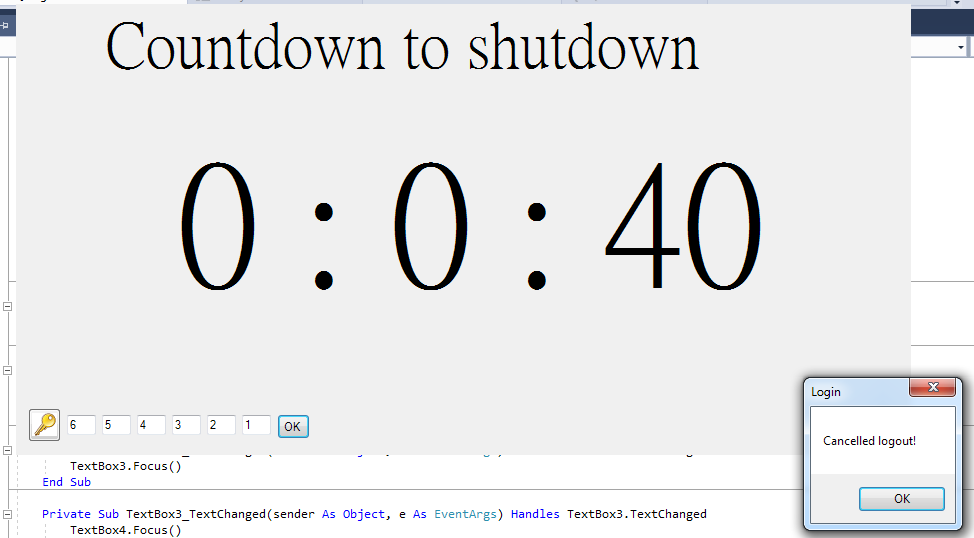 Countdown to shutdown
0 : 0 : 40
6 5 4 3 2 1 OK
Login
Cancelled logout!
OK
TextBox3.Focus()
End Sub
Private Sub TextBox3_TextChanged(sender As Object, e As EventArgs) Handles TextBox3.TextChanged
TextBox4.Focus()